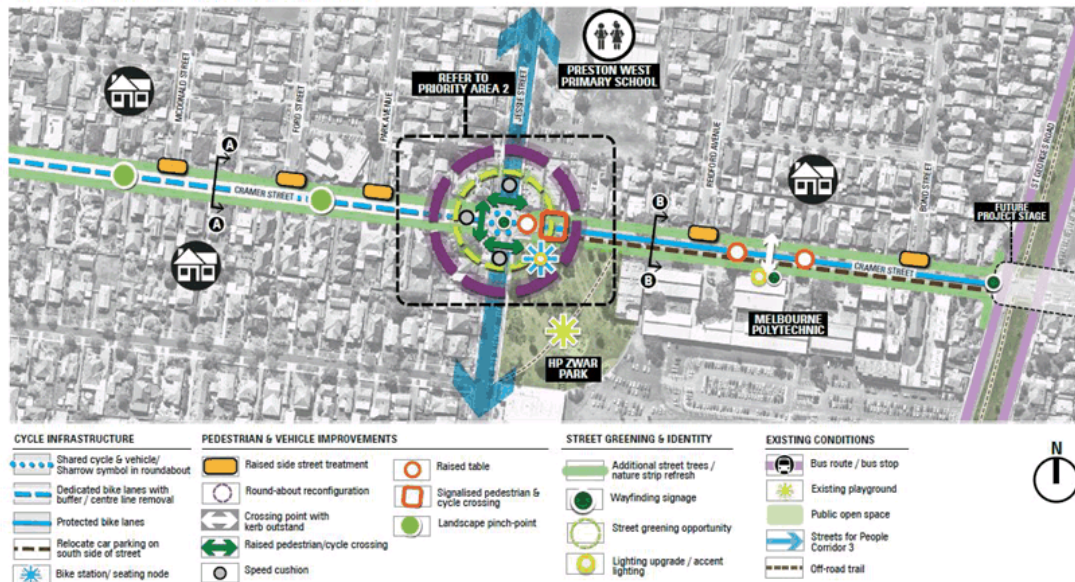 PRESTON WEST
PRIMARY SCHOOL
REFER TO
PRIORITY AREA 2
JESSIE STREET
MCDONALD STREET
FORD STREET
PARK AVENUE
REIDFORD AVENUE
BOND STREET
ST GEORGES ROAD
FUTURE
PROJECT STAGE
A
A
B
B
CRAMER STREET
CRAMER STREET
MELBOURNE
POLYTECHNIC
HP ZWAR
PARK
CYCLE INFRASTRUCTURE
Shared cycle & vehicle/
Sharrow symbol in roundabout
Dedicated bike lanes with
buffer / centre line removal
Protected bike lanes
Relocate car parking on
south side of street
Bike station/ seating node
PEDESTRIAN & VEHICLE IMPROVEMENTS
Raised side street treatment
Round-about reconfiguration
Crossing point with
kerb outstand
Raised pedestrian/cycle crossing
Speed cushion
Raised table
Signalised pedestrian &
cycle crossing
Landscape pinch-point
STREET GREENING & IDENTITY
Additional street trees /
nature strip refresh
Wayfinding signage
Street greening opportunity
Lighting upgrade / accent
lighting
EXISTING CONDITIONS
Bus route / bus stop
Existing playground
Public open space
Streets for People
Corridor 3
Off-road trail
N